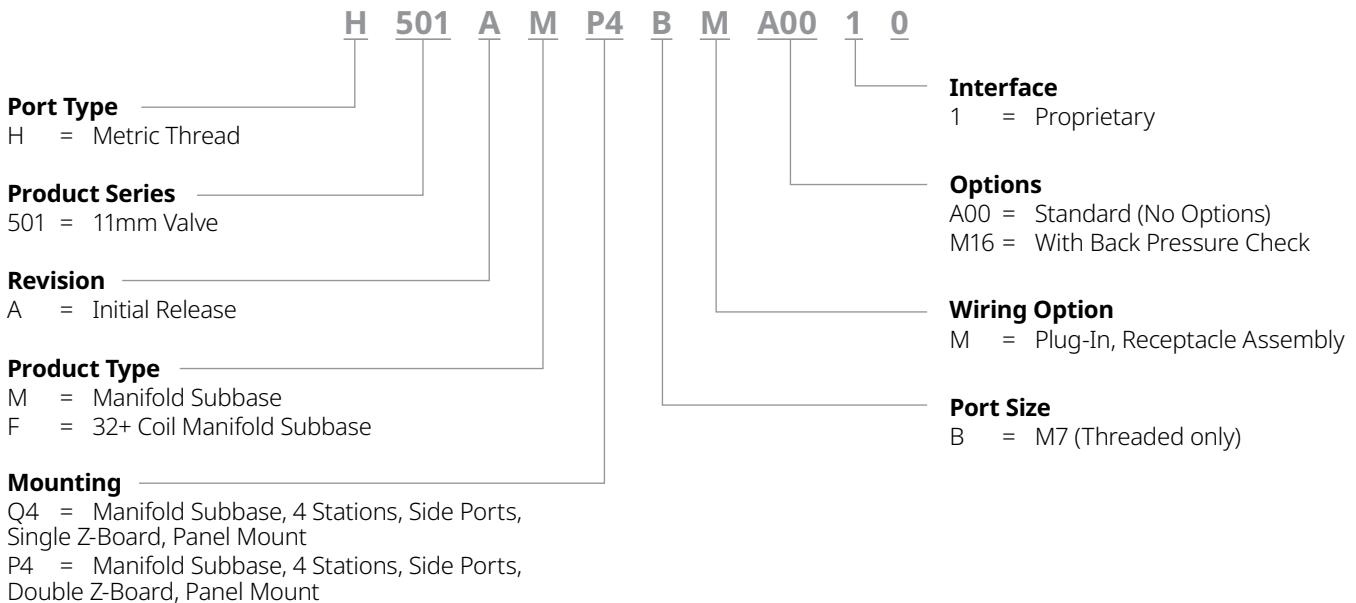 H 501 A M P4 B M A00 1 0
Port Type
H = Metric Thread
Product Series
501 = 11mm Valve
Revision
A = Initial Release
Product Type
M = Manifold Subbase
F = 32+ Coil Manifold Subbase
Mounting
Q4 = Manifold Subbase, 4 Stations, Side Ports,
Single Z-Board, Panel Mount
P4 = Manifold Subbase, 4 Stations, Side Ports,
Double Z-Board, Panel Mount
Interface
1 = Proprietary
Options
A00 = Standard (No Options)
M16 = With Back Pressure Check
Wiring Option
M = Plug-In, Receptacle Assembly
Port Size
B = M7 (Threaded only)